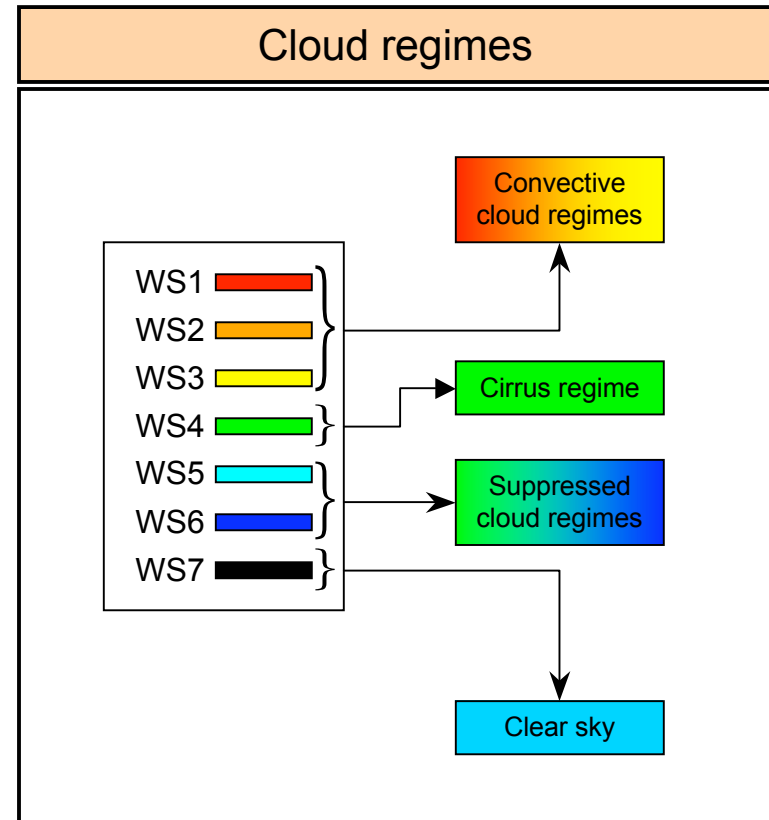 Cloud regimes
Convective
cloud regimes
WS1
WS2
WS3
WS4
WS5
WS6
WS7
Cirrus regime
Suppressed
cloud regimes
Clear sky